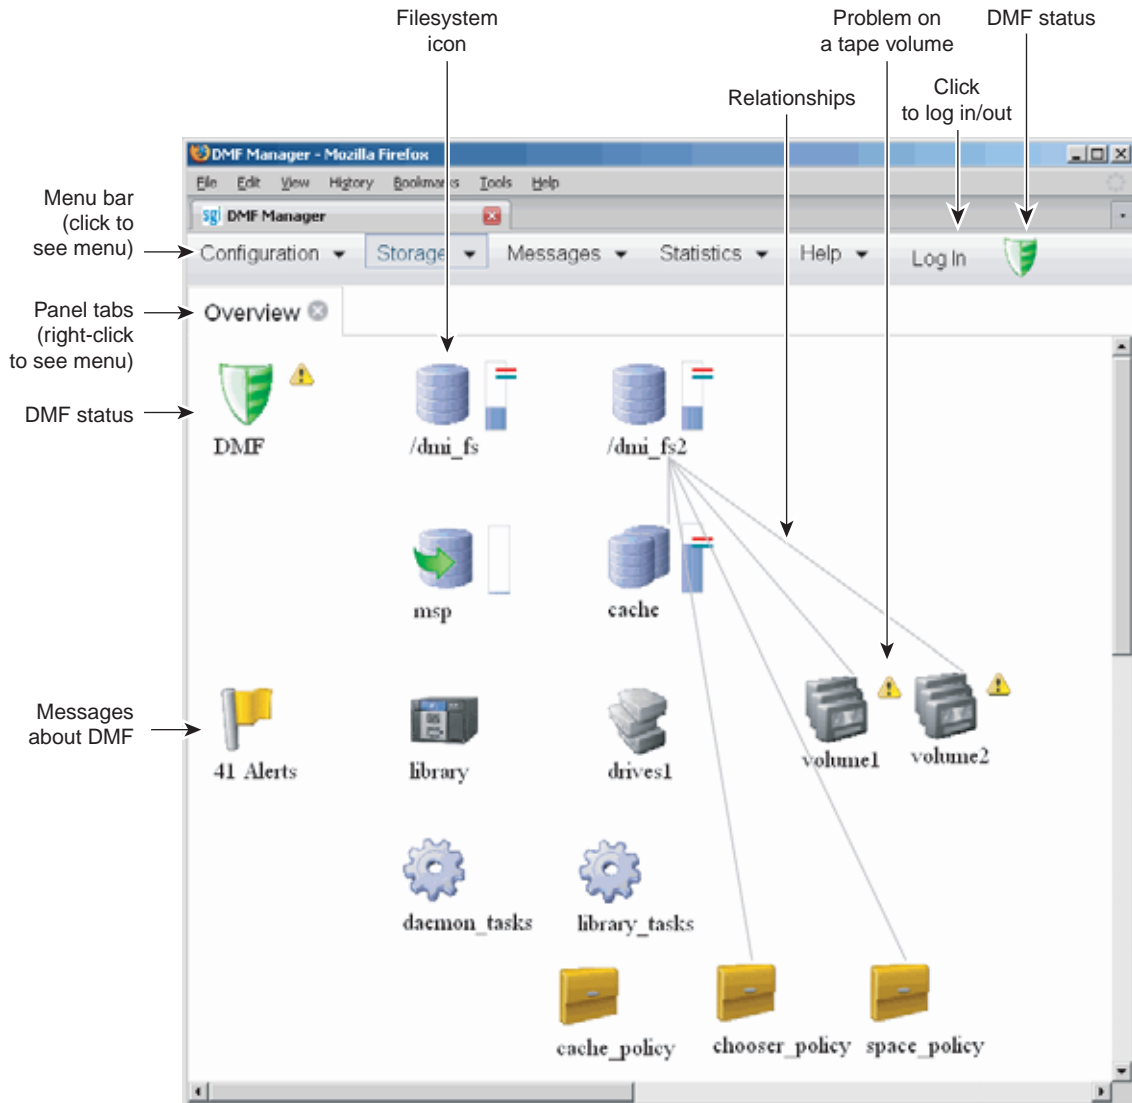 Filesystem
icon
Problem on
a tape volume
DMF status
Relationships
Click
to log in/out
DMF Manager - Mozilla Firefox
File Edit View History Bookmarks Tools Help
sgi DMF Manager
Menu bar
(click to
see menu)
Configuration Storage Messages Statistics Help Log In
Panel tabs
(right-click
to see menu)
Overview
DMF status
DMF
/dmi_fs
/dmi_fs2
msp
cache
Messages
about DMF
41 Alerts
library
drives1
volume1
volume2
daemon_tasks
library_tasks
cache_policy
chooser_policy
space_policy